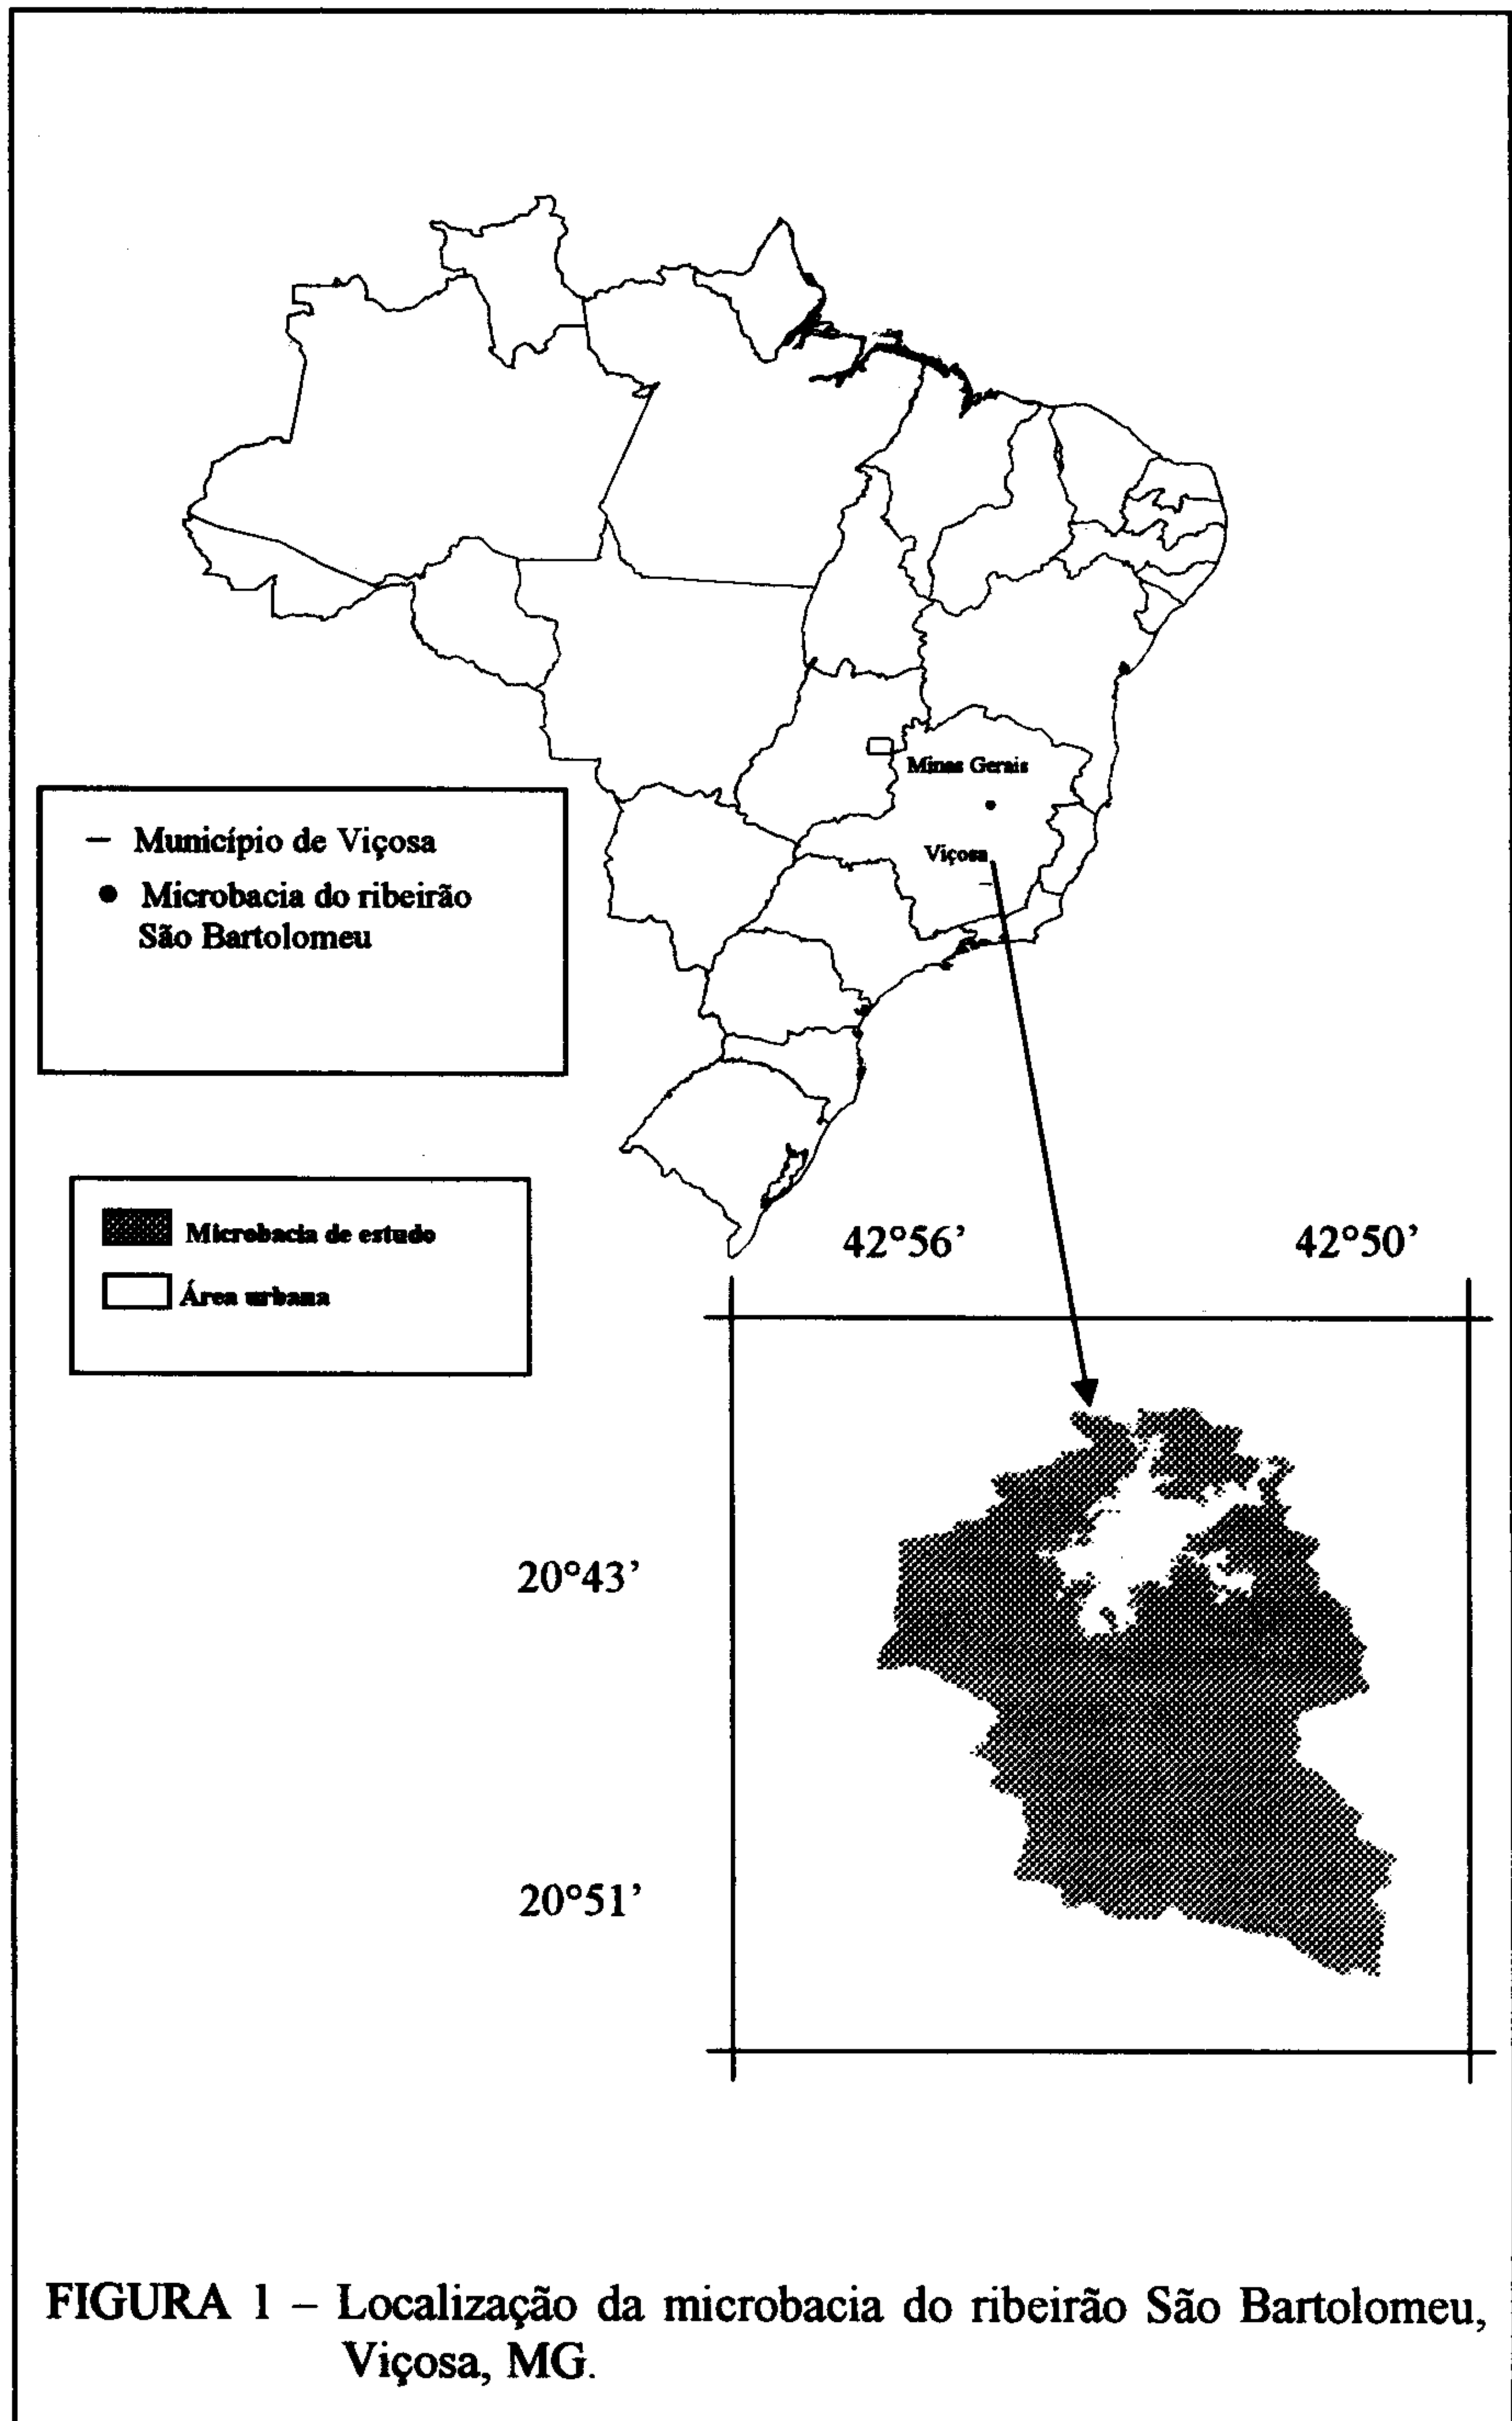 Minas Gerais
Viçosa
– Município de Viçosa
● Microbacia do ribeirão
São Bartolomeu
Microbacia de estudo
Área urbana
42°56’
42°50’
20°43’
20°51’
FIGURA 1 – Localização da microbacia do ribeirão São Bartolomeu,
Viçosa, MG.